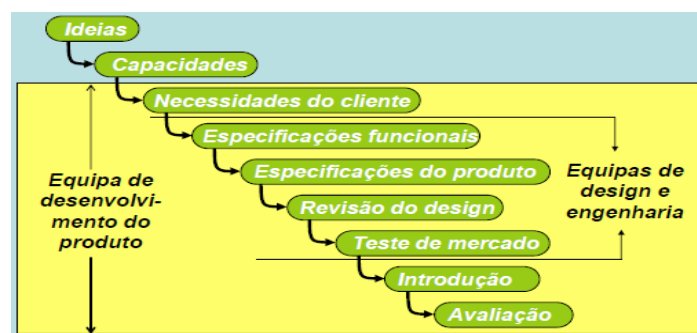 Ideias
Capacidades
Necessidades do cliente
Especificações funcionais
Especificações do produto
Revisão do design
Teste de mercado
Introdução
Avaliação
Equipa de
desenvolvi-
mento do
produto
Equipas de
design e
engenharia